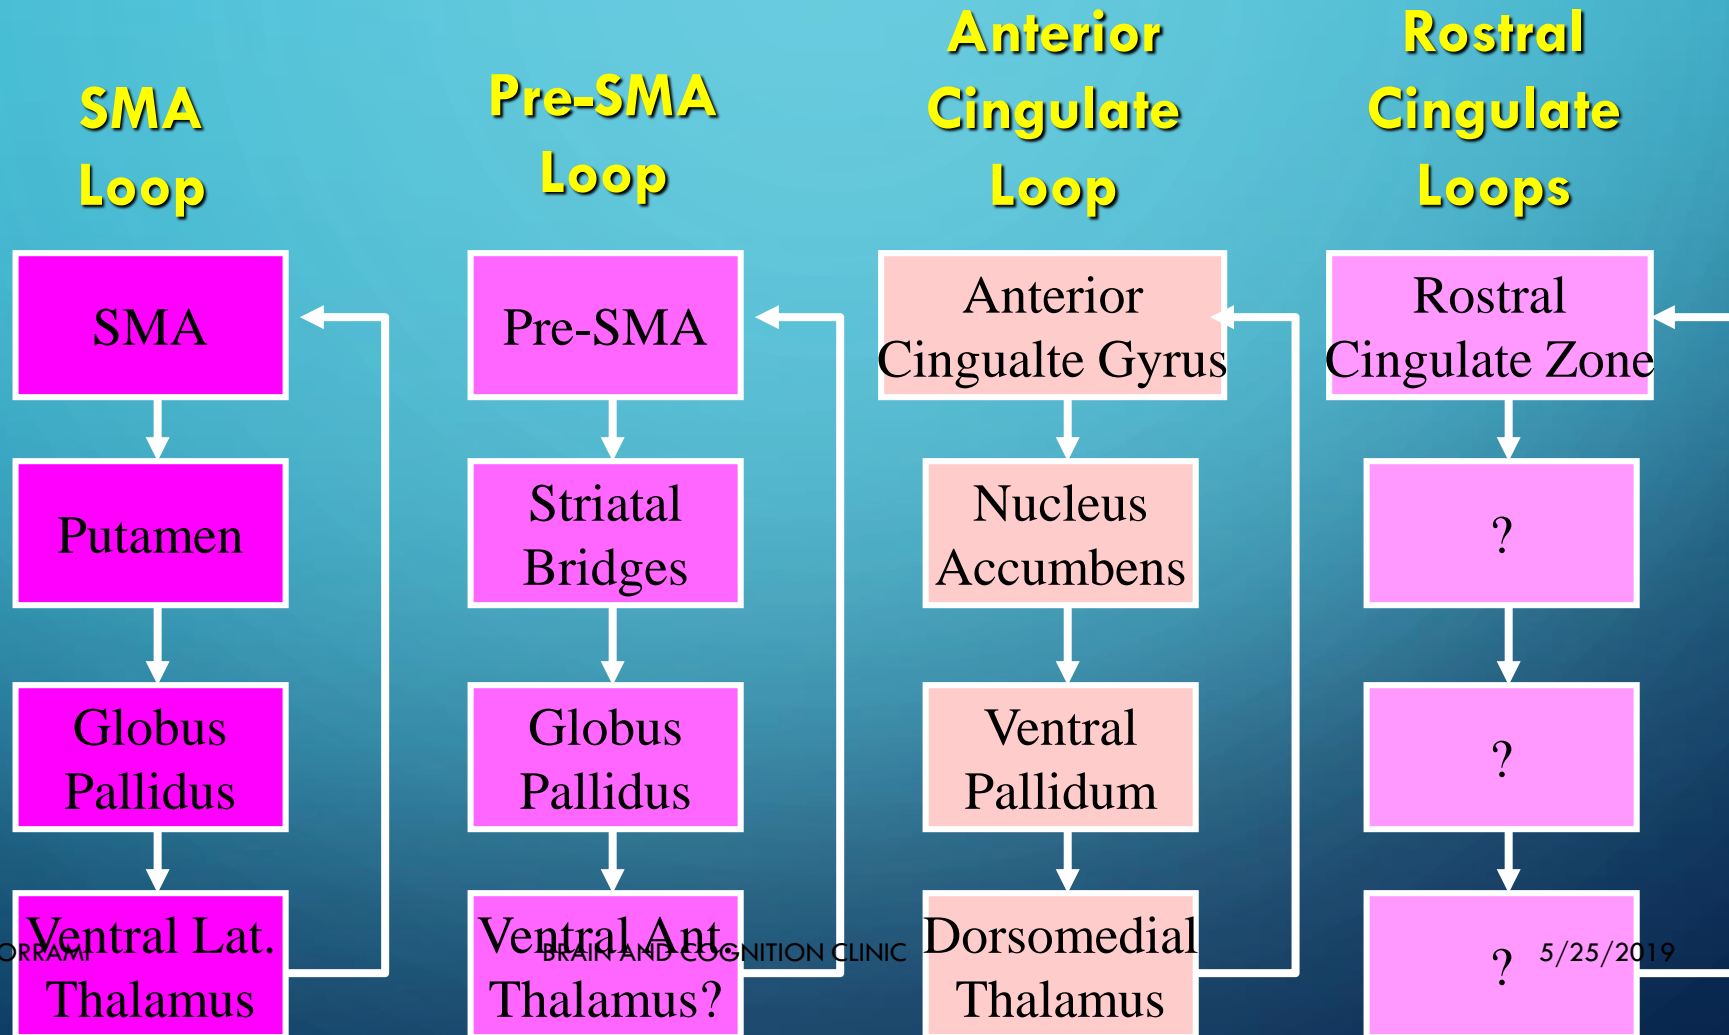 SMA
Loop
Pre-SMA
Loop
Anterior
Cingulate
Loop
Rostral
Cingulate
Loops
SMA
Putamen
Globus
Pallidus
Ventral Lat.
Thalamus
Pre-SMA
Striatal
Bridges
Globus
Pallidus
Ventral Ant.
Thalamus?
Anterior
Cingualte Gyrus
Nucleus
Accumbens
Ventral
Pallidum
Dorsomedial
Thalamus
Rostral
Cingulate Zone
?
?
?
ORRAMI
BRAIN AND COGNITION CLINIC
5/25/2019